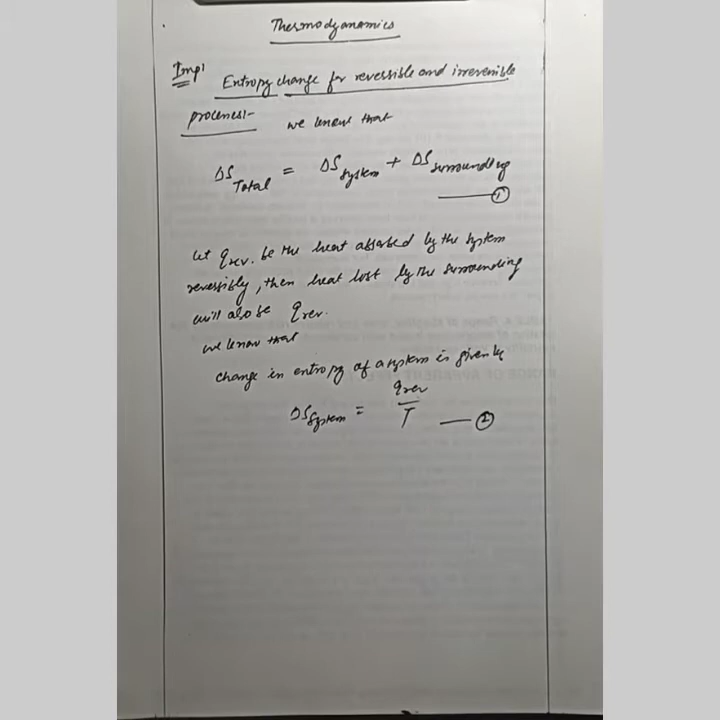 Thermodyanamics
Imp:
Entropy change for reversible and irreversible
processes:-
we know that
ΔS Total = ΔS system + ΔS surrounding
①
Let qrev. be the heat absorbed by the system
reversibly, then heat lost by the surrounding
will also be qrev.
we know that
change in entropy of a system is given by
ΔS system = qrev / T — ②